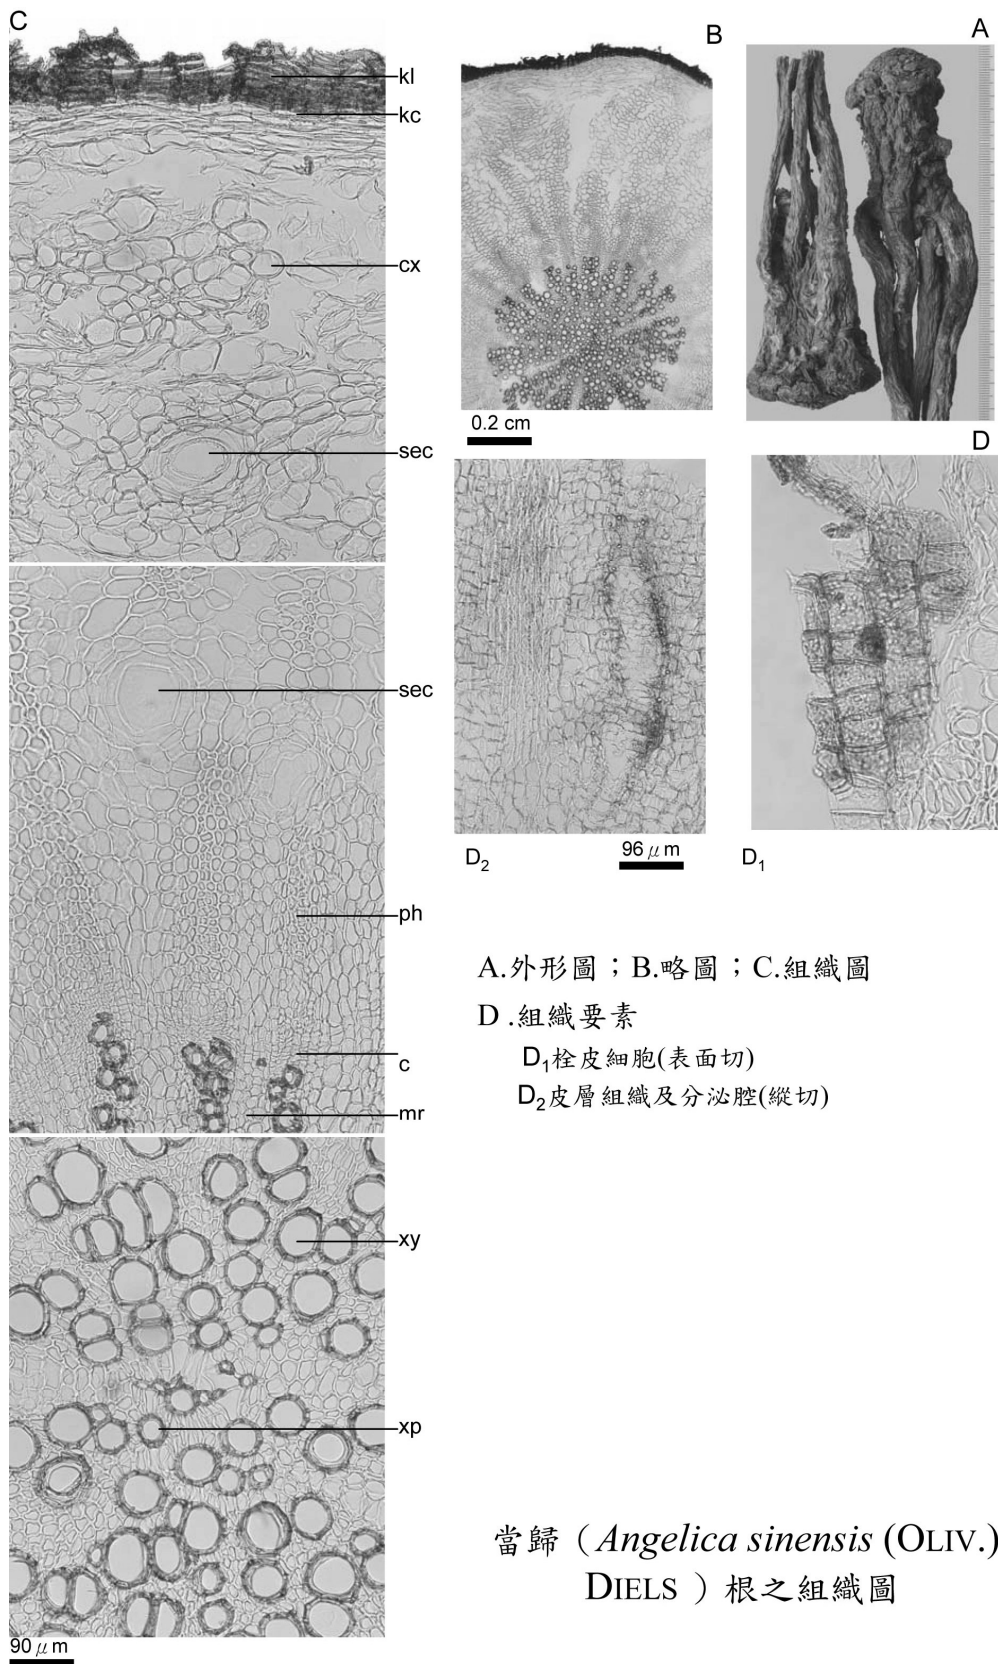 C
kl
kc
cx
sec
sec
ph
c
mr
xy
xp
90 μm
B
0.2 cm
A
D
D2
96 μm
D1
A.外形圖；B.略圖；C.組織圖
D .組織要素
D1栓皮細胞(表面切)
D2皮層組織及分泌腔(縱切)
當歸（Angelica sinensis (OLIV.)
DIELS ）根之組織圖